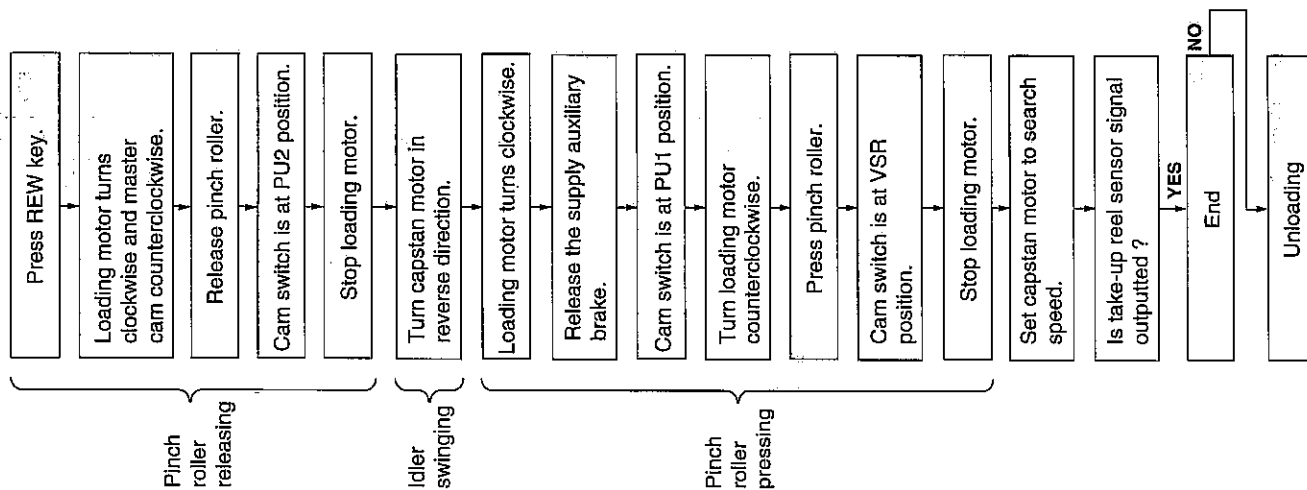 Press REW key.
Loading motor turns
clockwise and master
cam counterclockwise.
Release pinch roller.
Cam switch is at PU2 position.
Stop loading motor.
Pinch
roller
releasing
Turn capstan motor in
reverse direction.
Idler
swinging
Loading motor turns clockwise.
Release the supply auxiliary
brake.
Cam switch is at PU1 position.
Turn loading motor
counterclockwise.
Press pinch roller.
Cam switch is at VSR
position.
Stop loading motor.
Pinch
roller
pressing
Set capstan motor to search
speed.
Is take-up reel sensor signal
outputted ?
YES
NO
End
Unloading